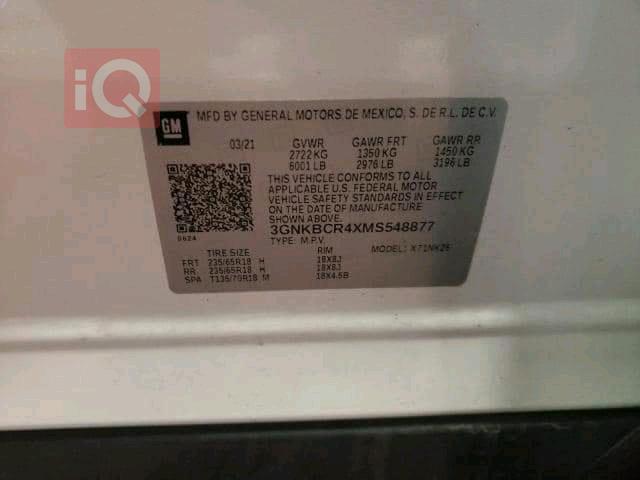 iQ
GM
MFD BY GENERAL MOTORS DE MEXICO, S. DE R.L. DE C.V.
03/21 GVWR GAWR FRT GAWR RR
2722 KG 1350 KG 1450 KG
6001 LB 2976 LB 3196 LB
THIS VEHICLE CONFORMS TO ALL
APPLICABLE U.S. FEDERAL MOTOR
VEHICLE SAFETY STANDARDS IN EFFECT
ON THE DATE OF MANUFACTURE SHOWN ABOVE.
3GNKBCR4XMS548877
0624
TYPE: M.P.V. MODEL: X71NK26
TIRE SIZE RIM
FRT 235/65R18 H 18X8J
RR 235/65R18 H 18X8J
SPA T135/70R18 M 18X4.5B